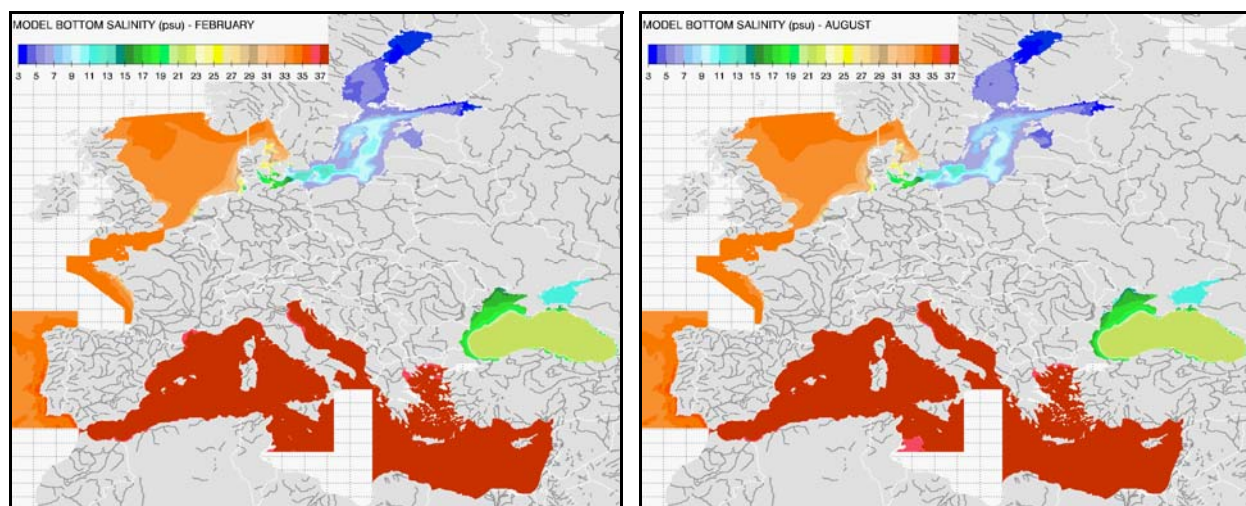 MODEL BOTTOM SALINITY (psu) - FEBRUARY
3 5 7 9 11 13 15 17 19 21 23 25 27 29 31 33 35 37
MODEL BOTTOM SALINITY (psu) - AUGUST
3 5 7 9 11 13 15 17 19 21 23 25 27 29 31 33 35 37